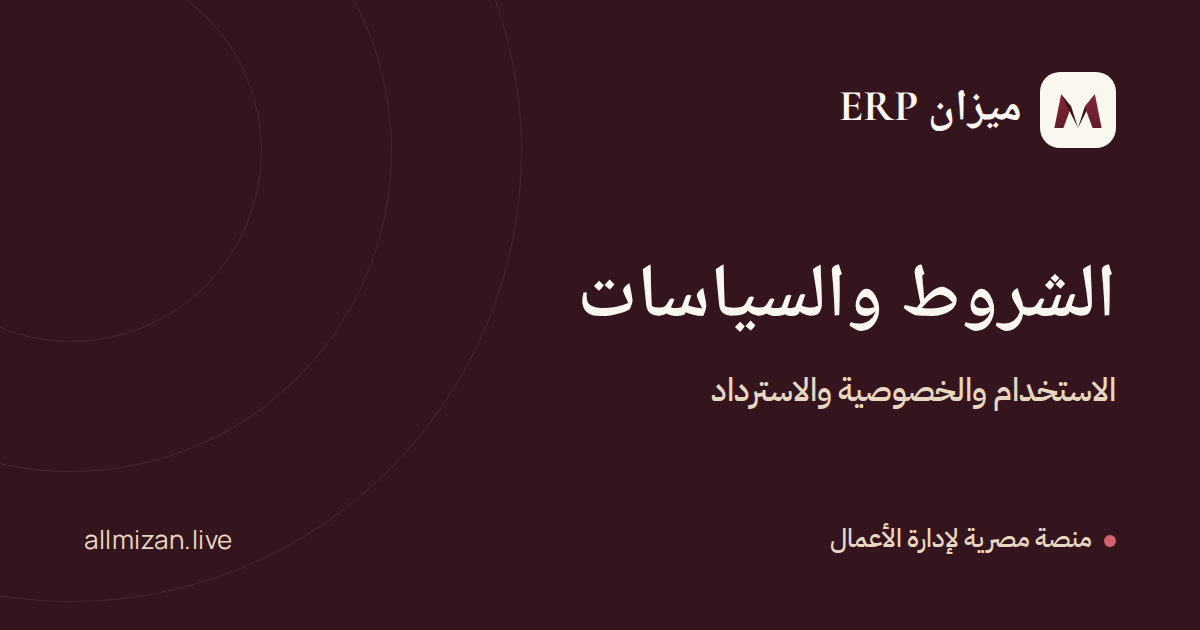 ميزان ERP
الشروط والسياسات
الاستخدام والخصوصية والاسترداد
منصة مصرية لإدارة الأعمال
allmizan.live